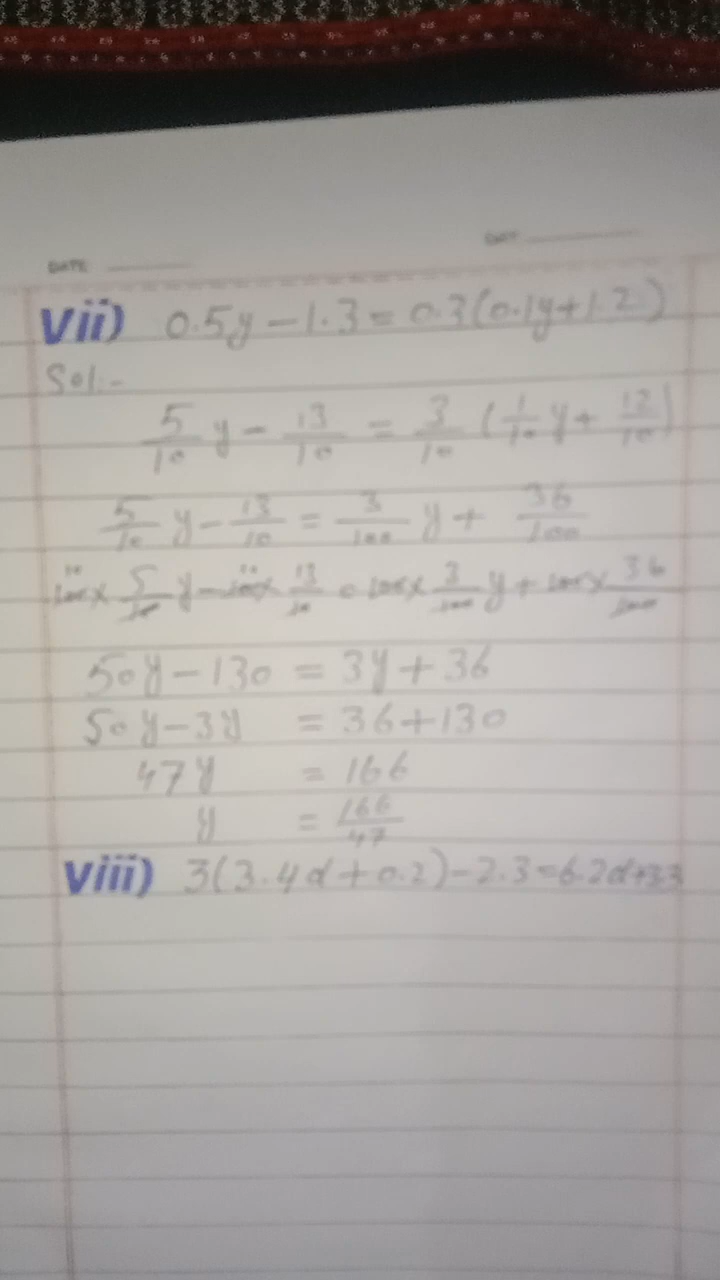 DATE
DATE
vii) 0.5y - 1.3 = 0.3(0.1y + 1.2)
Sol:-
5/10 y - 13/10 = 3/10 (1/10 y + 12/10)
5/10 y - 13/10 = 3/100 y + 36/100
100 × 5/10 y - 100 × 13/10 = 100 × 3/100 y + 100 × 36/100
50y - 130 = 3y + 36
50y - 3y = 36 + 130
47y = 166
y = 166/47
viii) 3(3.4d + 0.2) - 2.3 = 6.2d + 3.3